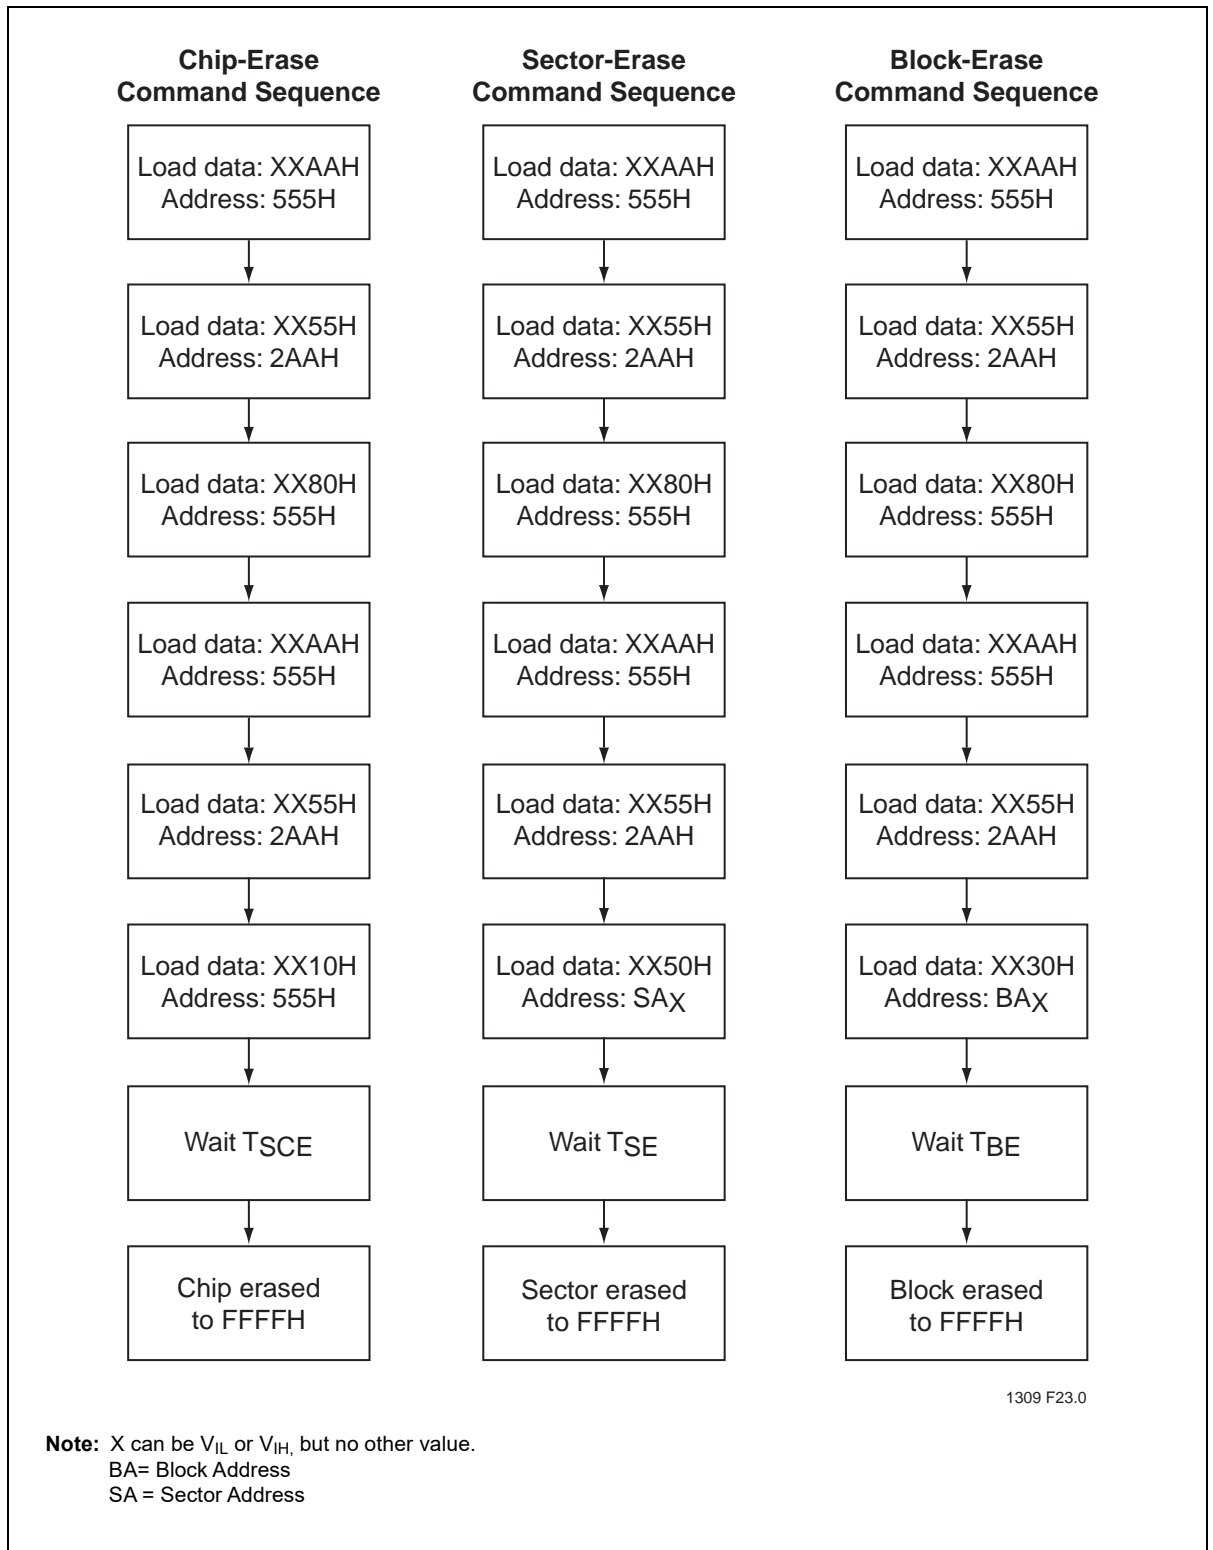 Chip-Erase
Command Sequence
Load data: XXAAH
Address: 555H
Load data: XX55H
Address: 2AAH
Load data: XX80H
Address: 555H
Load data: XXAAH
Address: 555H
Load data: XX55H
Address: 2AAH
Load data: XX10H
Address: 555H
Wait TSCE
Chip erased
to FFFFH
Sector-Erase
Command Sequence
Load data: XXAAH
Address: 555H
Load data: XX55H
Address: 2AAH
Load data: XX80H
Address: 555H
Load data: XXAAH
Address: 555H
Load data: XX55H
Address: 2AAH
Load data: XX50H
Address: SAX
Wait TSE
Sector erased
to FFFFH
Block-Erase
Command Sequence
Load data: XXAAH
Address: 555H
Load data: XX55H
Address: 2AAH
Load data: XX80H
Address: 555H
Load data: XXAAH
Address: 555H
Load data: XX55H
Address: 2AAH
Load data: XX30H
Address: BAX
Wait TBE
Block erased
to FFFFH
1309 F23.0
Note: X can be VIL or VIH, but no other value.
BA= Block Address
SA = Sector Address